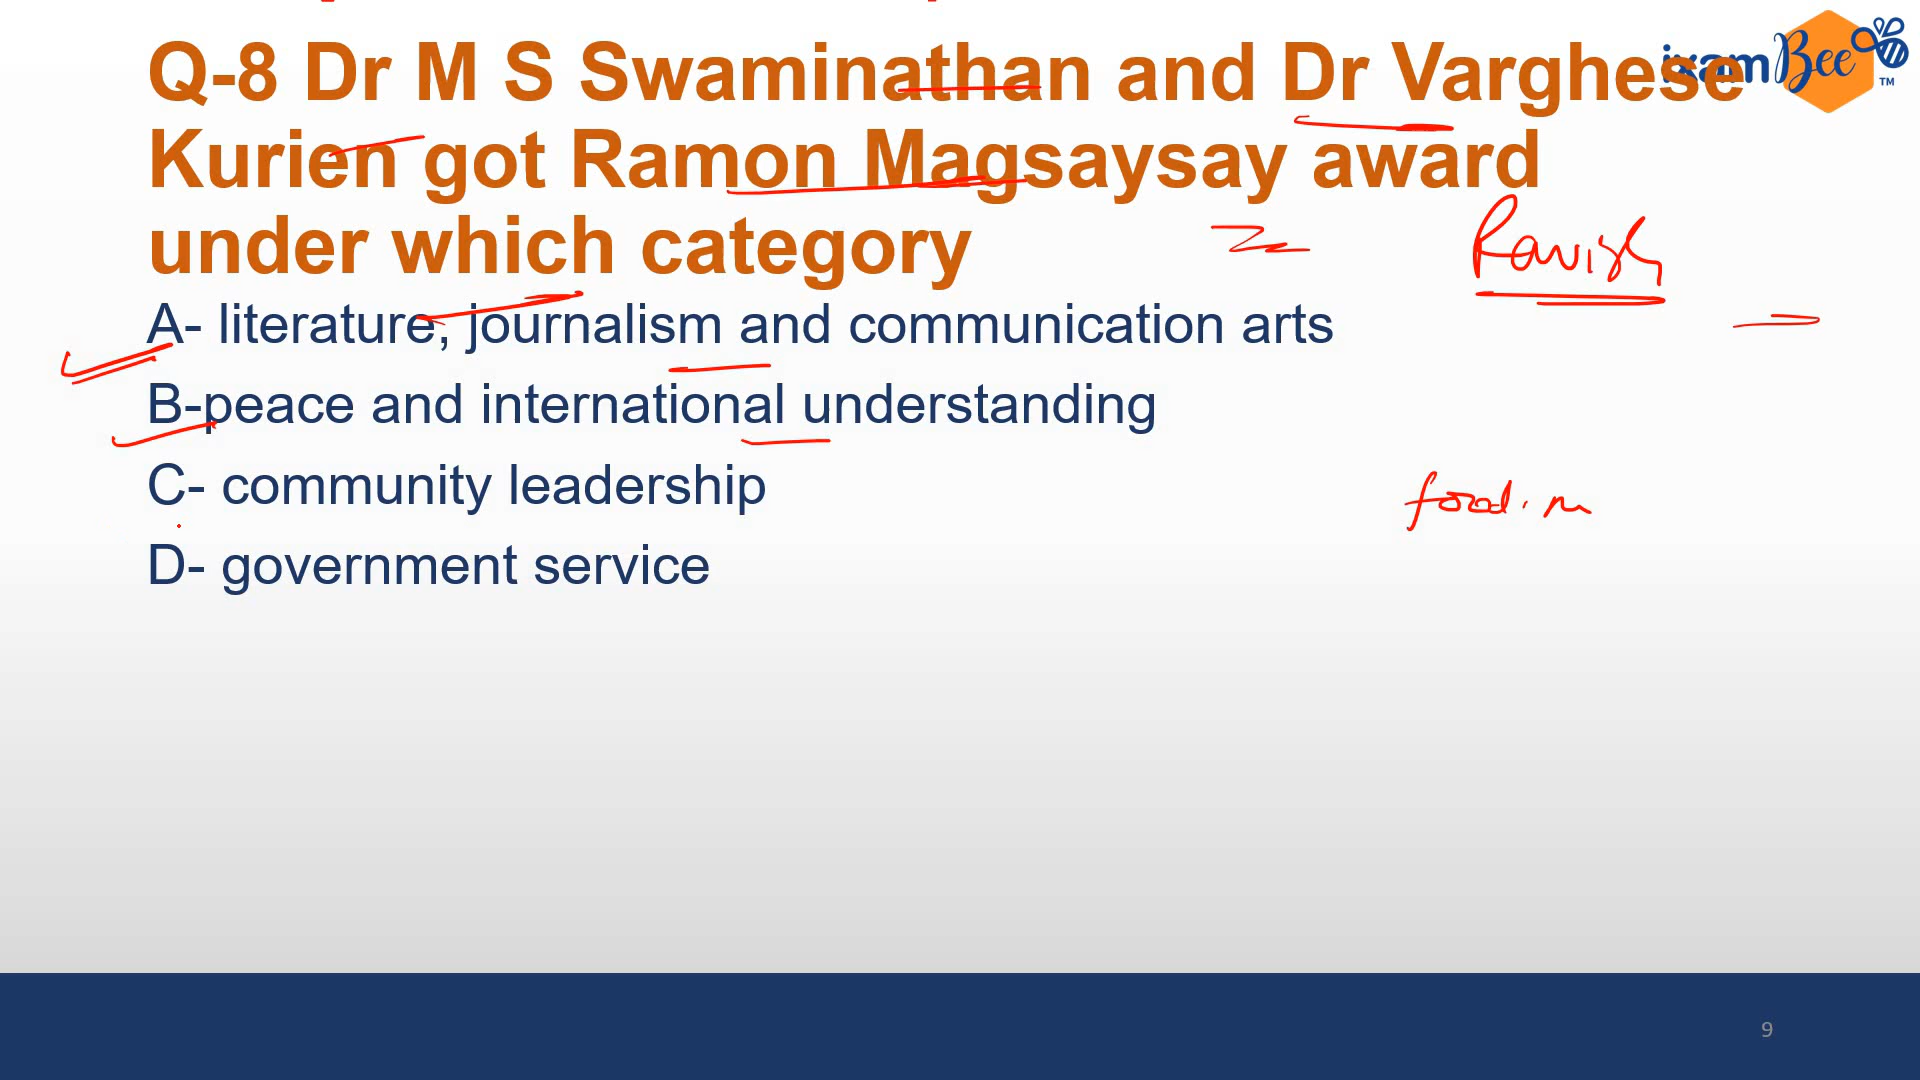 Q-8 Dr M S Swaminathan and Dr Varghese
ixamBee™
Kurien got Ramon Magsaysay award
under which category
Ravish
A- literature, journalism and communication arts
B-peace and international understanding
C- community leadership
food.
D- government service
9